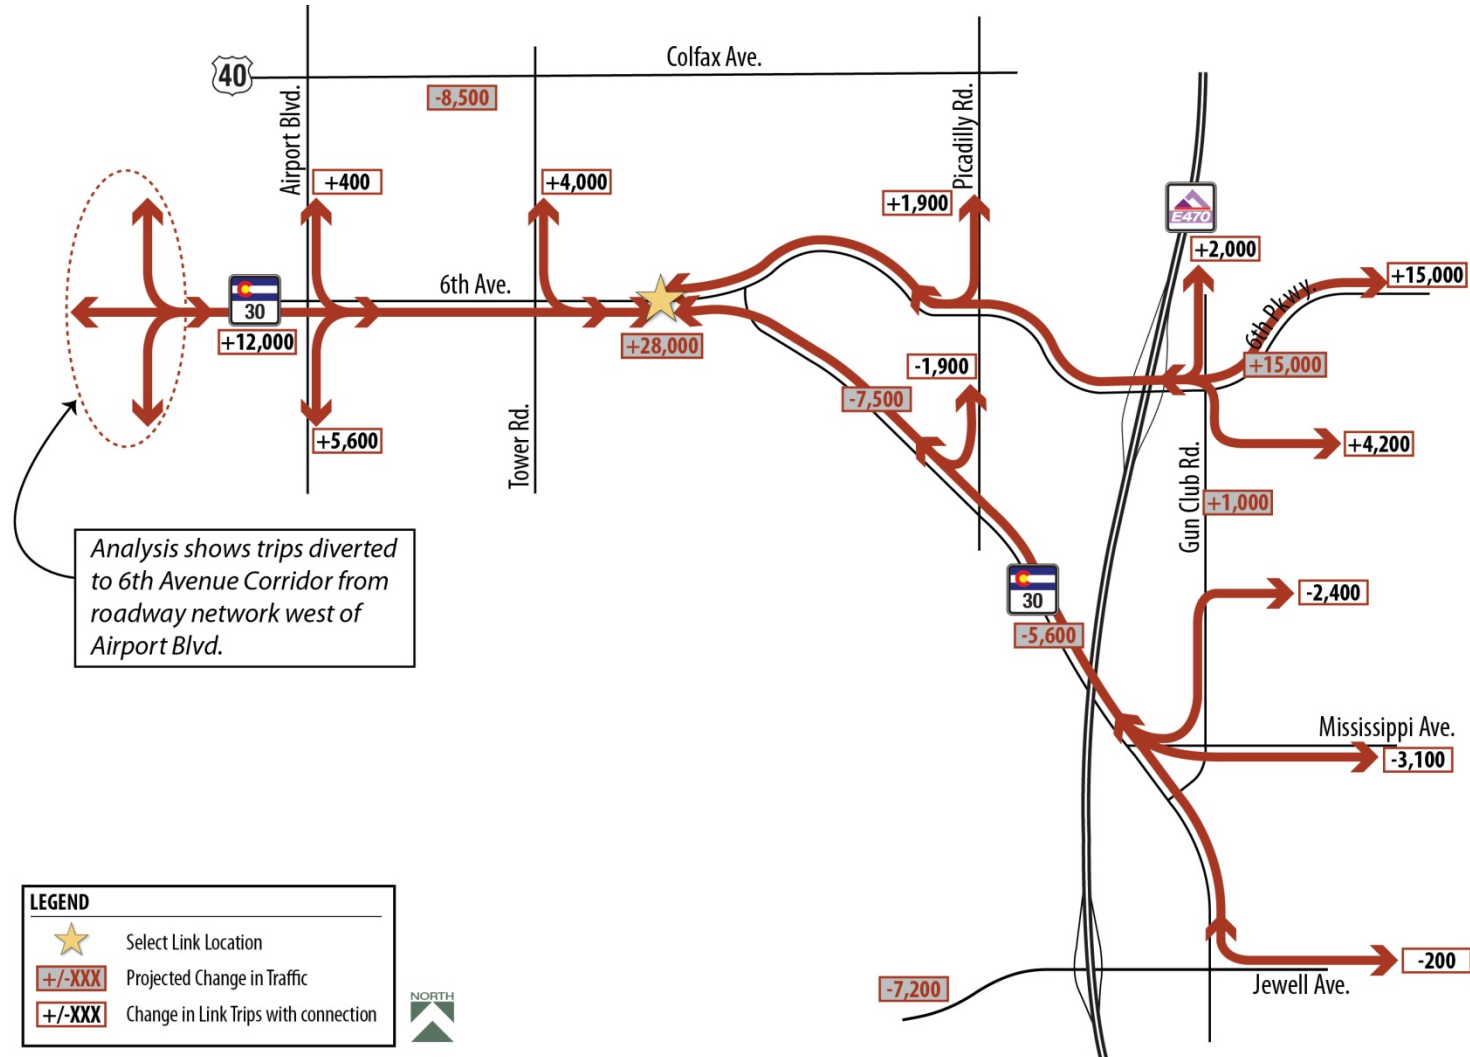 Colfax Ave.
40
-8,500
Airport Blvd.
Picadilly Rd.
+400
+4,000
+1,900
E470
+2,000
+15,000
6th Ave.
30
6th Pkwy.
+12,000
+28,000
-1,900
+15,000
-7,500
+5,600
Tower Rd.
+4,200
Gun Club Rd.
+1,000
Analysis shows trips diverted
to 6th Avenue Corridor from
roadway network west of
Airport Blvd.
30
-2,400
-5,600
Mississippi Ave.
-3,100
LEGEND
Select Link Location
+/-XXX Projected Change in Traffic
+/-XXX Change in Link Trips with connection
NORTH
-200
-7,200
Jewell Ave.